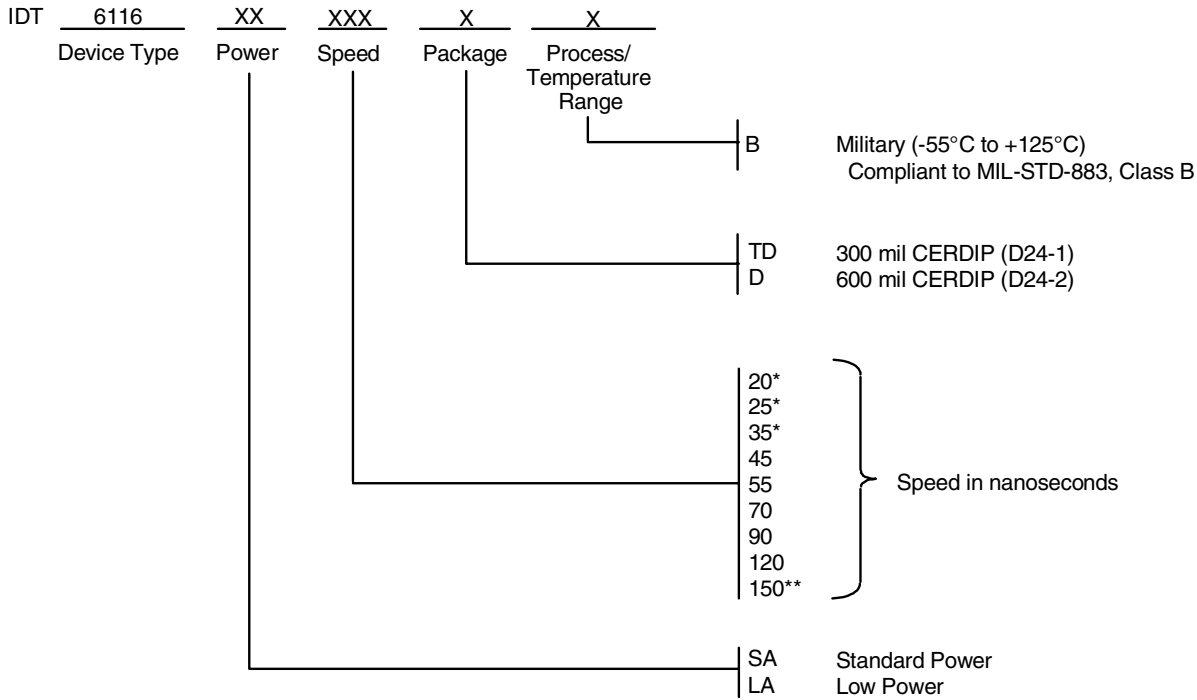 IDT 6116 XX XXX X X
Device Type Power Speed Package Process/
Temperature
Range
B Military (-55°C to +125°C)
Compliant to MIL-STD-883, Class B
TD 300 mil CERDIP (D24-1)
D 600 mil CERDIP (D24-2)
20*
25*
35*
45
55 Speed in nanoseconds
70
90
120
150**
SA Standard Power
LA Low Power